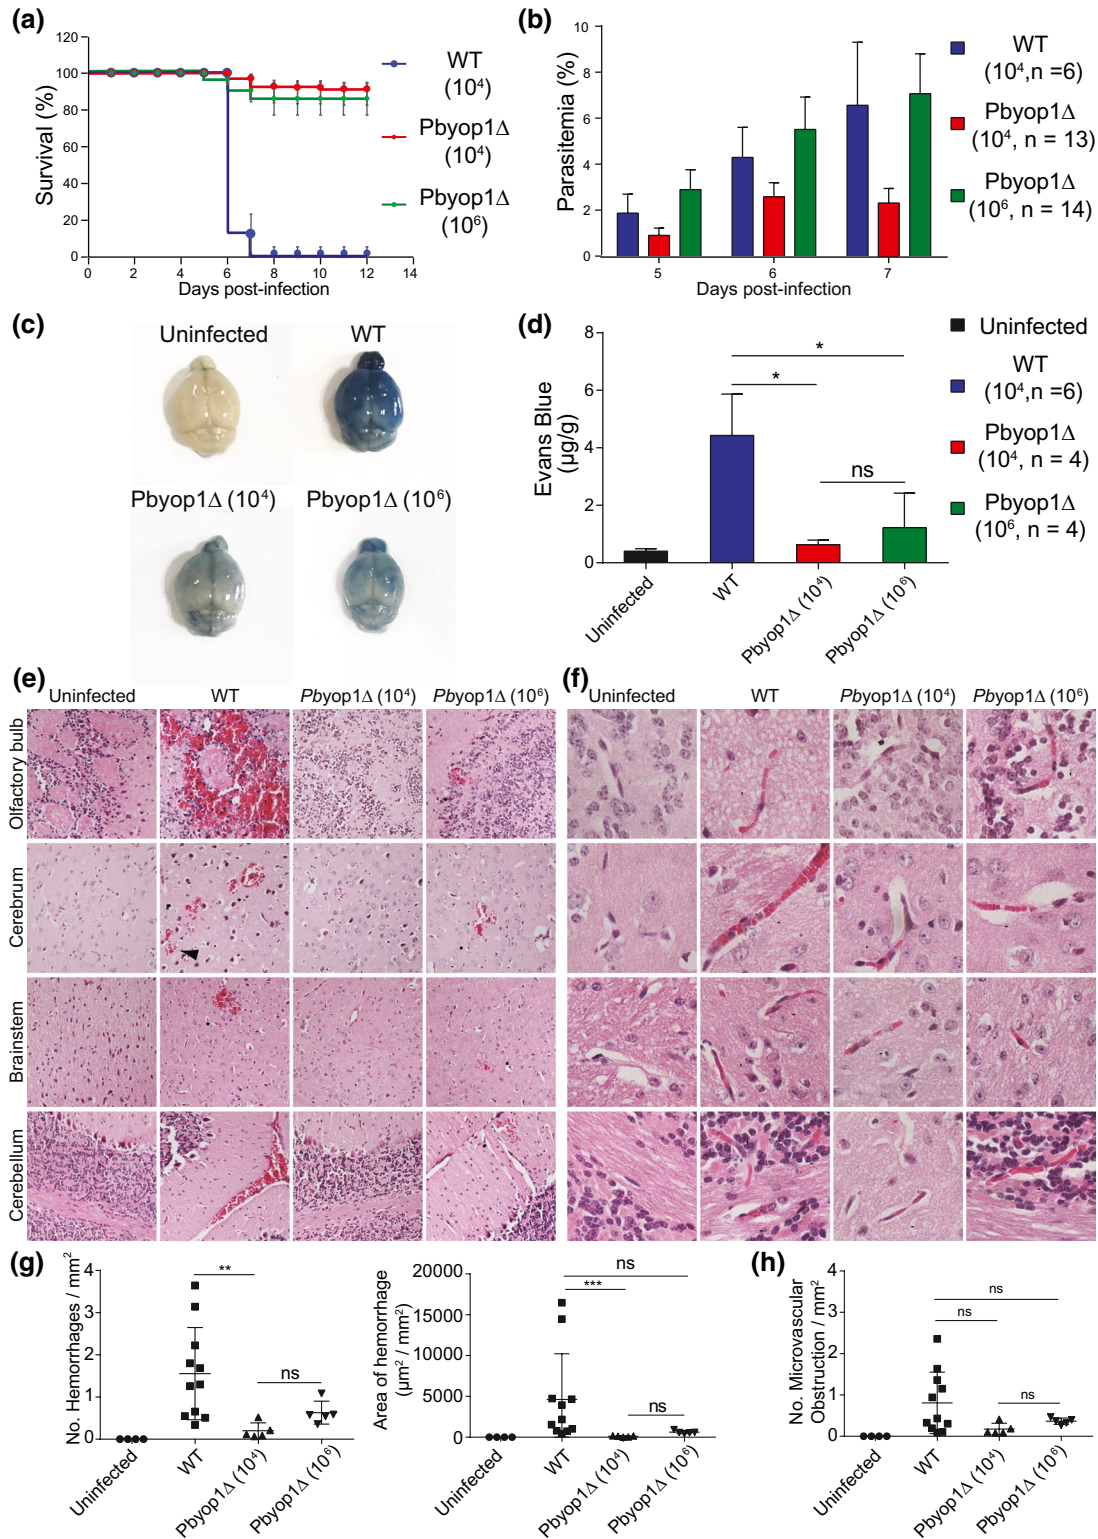 (a)
120
100
80
60
40
20
0
Survival (%)
0 2 4 6 8 10 12 14
Days post-infection
WT
(10⁴)
Pbyop1Δ
(10⁴)
Pbyop1Δ
(10⁶)
(b)
10
8
6
4
2
0
Parasitemia (%)
5 6 7
Days post-infection
WT
(10⁴,n =6)
Pbyop1Δ
(10⁴, n = 13)
Pbyop1Δ
(10⁶, n = 14)
(c)
Uninfected WT
Pbyop1Δ (10⁴) Pbyop1Δ (10⁶)
(d)
8
6
4
2
0
Evans Blue
(µg/g)
*
*
ns
Uninfected
WT
Pbyop1Δ (10⁴)
Pbyop1Δ (10⁶)
Uninfected
WT
(10⁴,n=6)
Pbyop1Δ
(10⁴, n = 4)
Pbyop1Δ
(10⁶, n = 4)
(e)
Uninfected WT Pbyop1Δ (10⁴) Pbyop1Δ (10⁶)
Olfactory bulb
Cerebrum
Brainstem
Cerebellum
(f)
Uninfected WT Pbyop1Δ (10⁴) Pbyop1Δ (10⁶)
(g)
No. Hemorrhages / mm²
4
3
2
1
0
**
ns
Uninfected
WT
Pbyop1Δ (10⁴)
Pbyop1Δ (10⁶)
Area of hemorrhage
(µm² / mm²)
20000
15000
10000
5000
0
ns
***
ns
Uninfected
WT
Pbyop1Δ (10⁴)
Pbyop1Δ (10⁶)
(h)
No. Microvascular
Obstruction / mm²
4
3
2
1
0
ns
ns
ns
Uninfected
WT
Pbyop1Δ (10⁴)
Pbyop1Δ (10⁶)